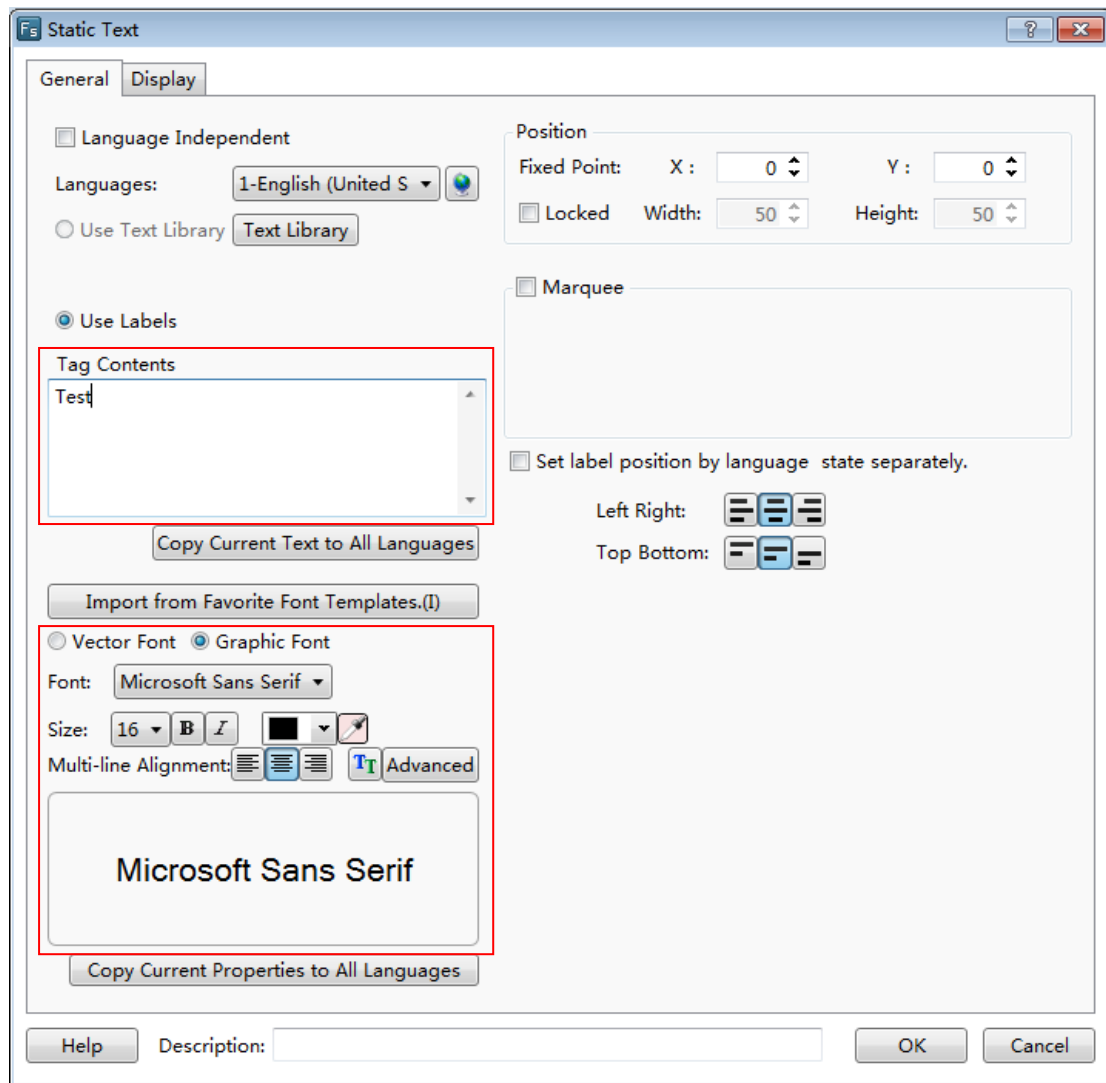 Fs Static Text
General Display
Language Independent
Languages: 1-English (United S
Use Text Library Text Library
Use Labels
Tag Contents
Test
Copy Current Text to All Languages
Import from Favorite Font Templates.(I)
Vector Font Graphic Font
Font: Microsoft Sans Serif
Size: 16 B I
Multi-line Alignment: TT Advanced
Microsoft Sans Serif
Copy Current Properties to All Languages
Position
Fixed Point: X : 0 Y : 0
Locked Width: 50 Height: 50
Marquee
Set label position by language state separately.
Left Right:
Top Bottom:
Help Description: OK Cancel